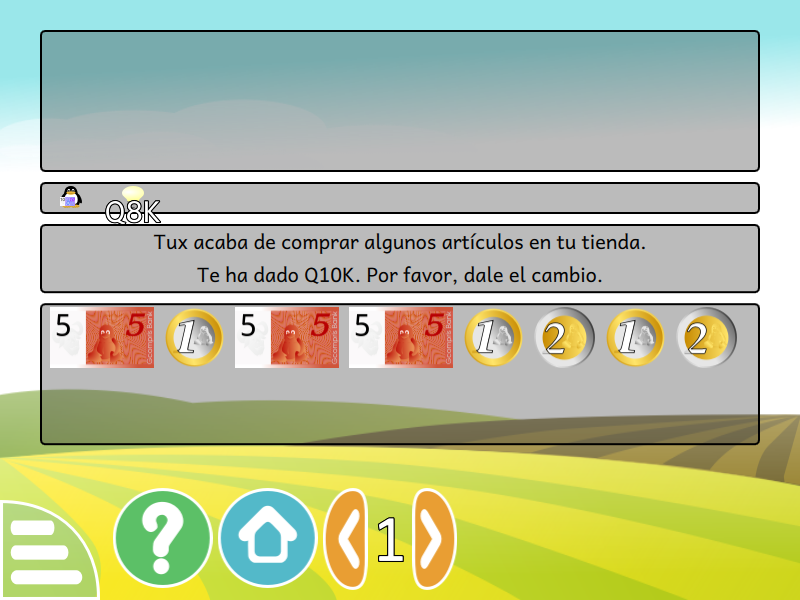 Q8K
Tux acaba de comprar algunos artículos en tu tienda.
Te ha dado Q10K. Por favor, dale el cambio.
5 5 1 5 5 5 5 1 2 1 2
1